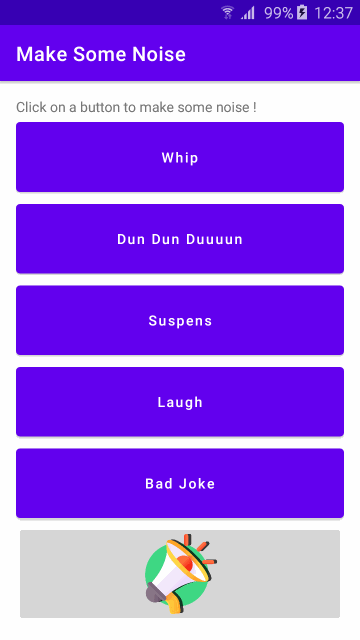 99% 12:37
Make Some Noise
Click on a button to make some noise !
Whip
Dun Dun Duuuun
Suspens
Laugh
Bad Joke